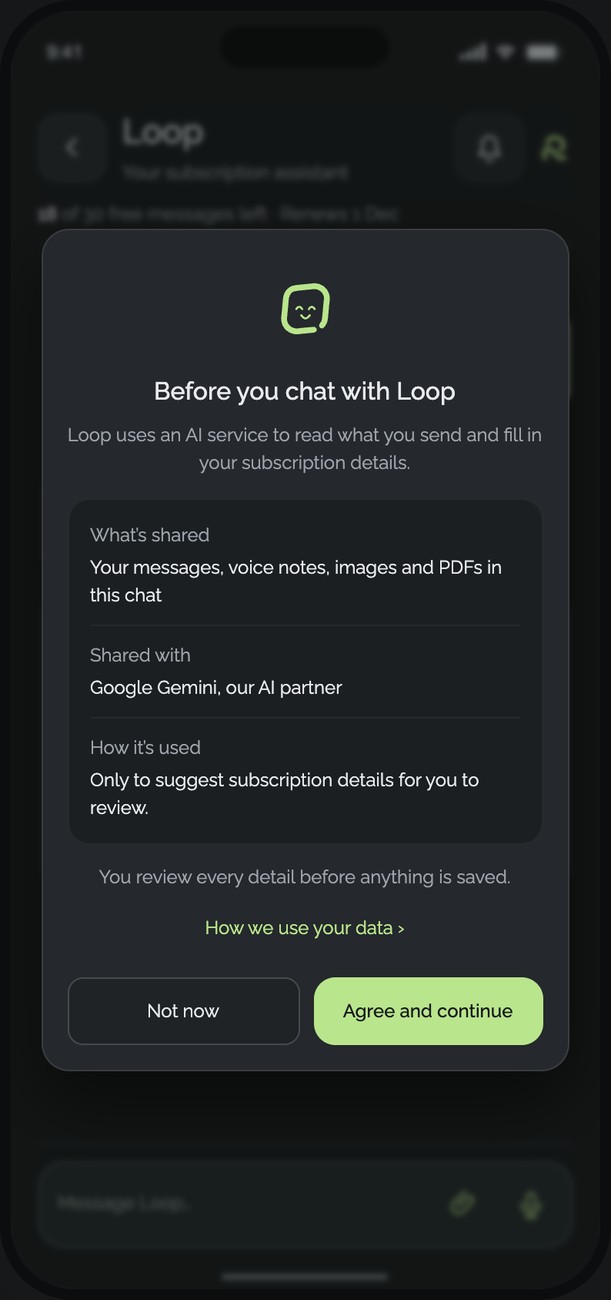 9:41
Loop
Your subscription assistant
18 of 30 free messages left · Renews 1 Dec
Before you chat with Loop
Loop uses an AI service to read what you send and fill in
your subscription details.
What’s shared
Your messages, voice notes, images and PDFs in
this chat
Shared with
Google Gemini, our AI partner
How it’s used
Only to suggest subscription details for you to
review.
You review every detail before anything is saved.
How we use your data ›
Not now
Agree and continue
Message Loop..